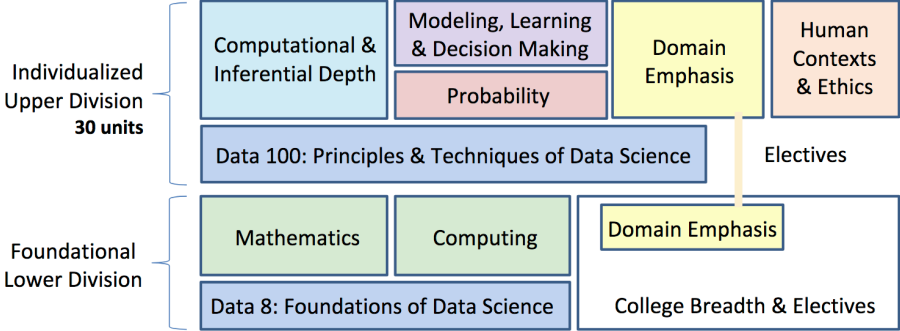 Individualized
Upper Division
30 units
Computational &
Inferential Depth
Modeling, Learning
& Decision Making
Probability
Domain
Emphasis
Human
Contexts
& Ethics
Data 100: Principles & Techniques of Data Science
Electives
Foundational
Lower Division
Mathematics
Computing
Domain Emphasis
Data 8: Foundations of Data Science
College Breadth & Electives